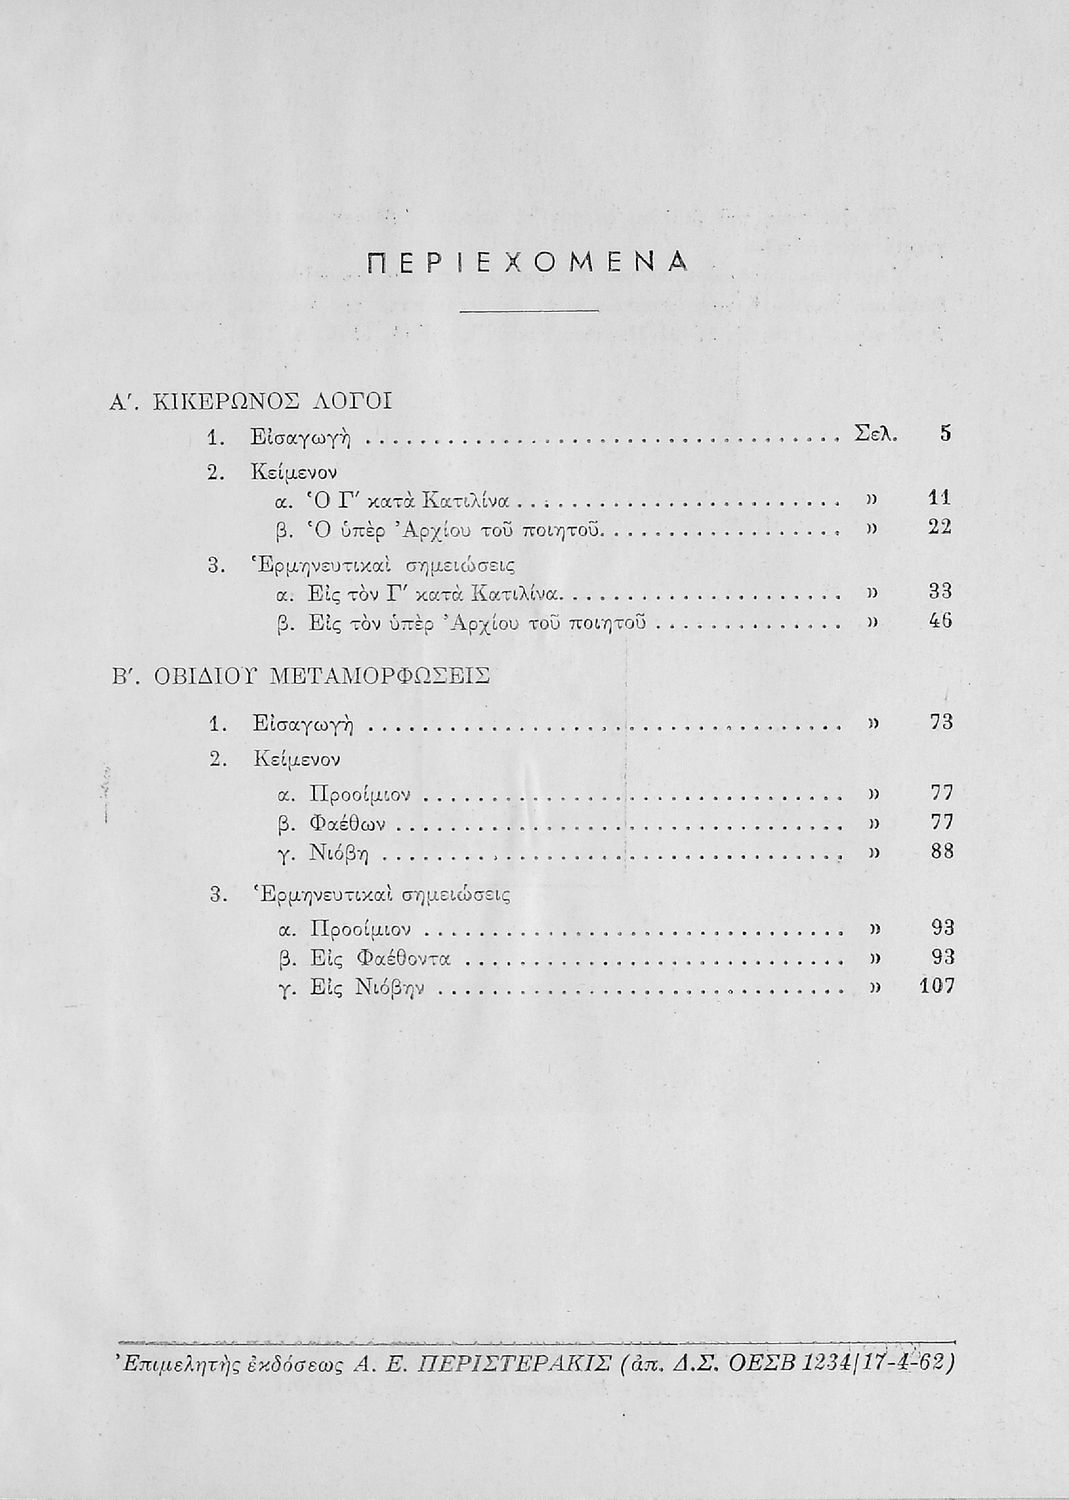 ΠΕΡΙΕΧΟΜΕΝΑ
Α′. ΚΙΚΕΡΩΝΟΣ ΛΟΓΟΙ
1. Εἰσαγωγὴ .................................... Σελ. 5
2. Κείμενον
α. Ὁ Γ′ κατὰ Κατιλίνα ........................ » 11
β. Ὁ ὑπὲρ Ἀρχίου τοῦ ποιητοῦ .................. » 22
3. Ἑρμηνευτικαὶ σημειώσεις
α. Εἰς τὸν Γ′ κατὰ Κατιλίνα ..................... » 33
β. Εἰς τὸν ὑπὲρ Ἀρχίου τοῦ ποιητοῦ .............. » 46
Β′. ΟΒΙΔΙΟΥ ΜΕΤΑΜΟΡΦΩΣΕΙΣ
1. Εἰσαγωγὴ .................................... » 73
2. Κείμενον
α. Προοίμιον ................................ » 77
β. Φαέθων .................................. » 77
γ. Νιόβη ................................... » 88
3. Ἑρμηνευτικαὶ σημειώσεις
α. Προοίμιον ................................ » 93
β. Εἰς Φαέθοντα ............................. » 93
γ. Εἰς Νιόβην ............................... » 107
Ἐπιμελητὴς ἐκδόσεως Α. Ε. ΠΕΡΙΣΤΕΡΑΚΙΣ (ἀπ. Δ.Σ. ΟΕΣΒ 1234/17-4-62)